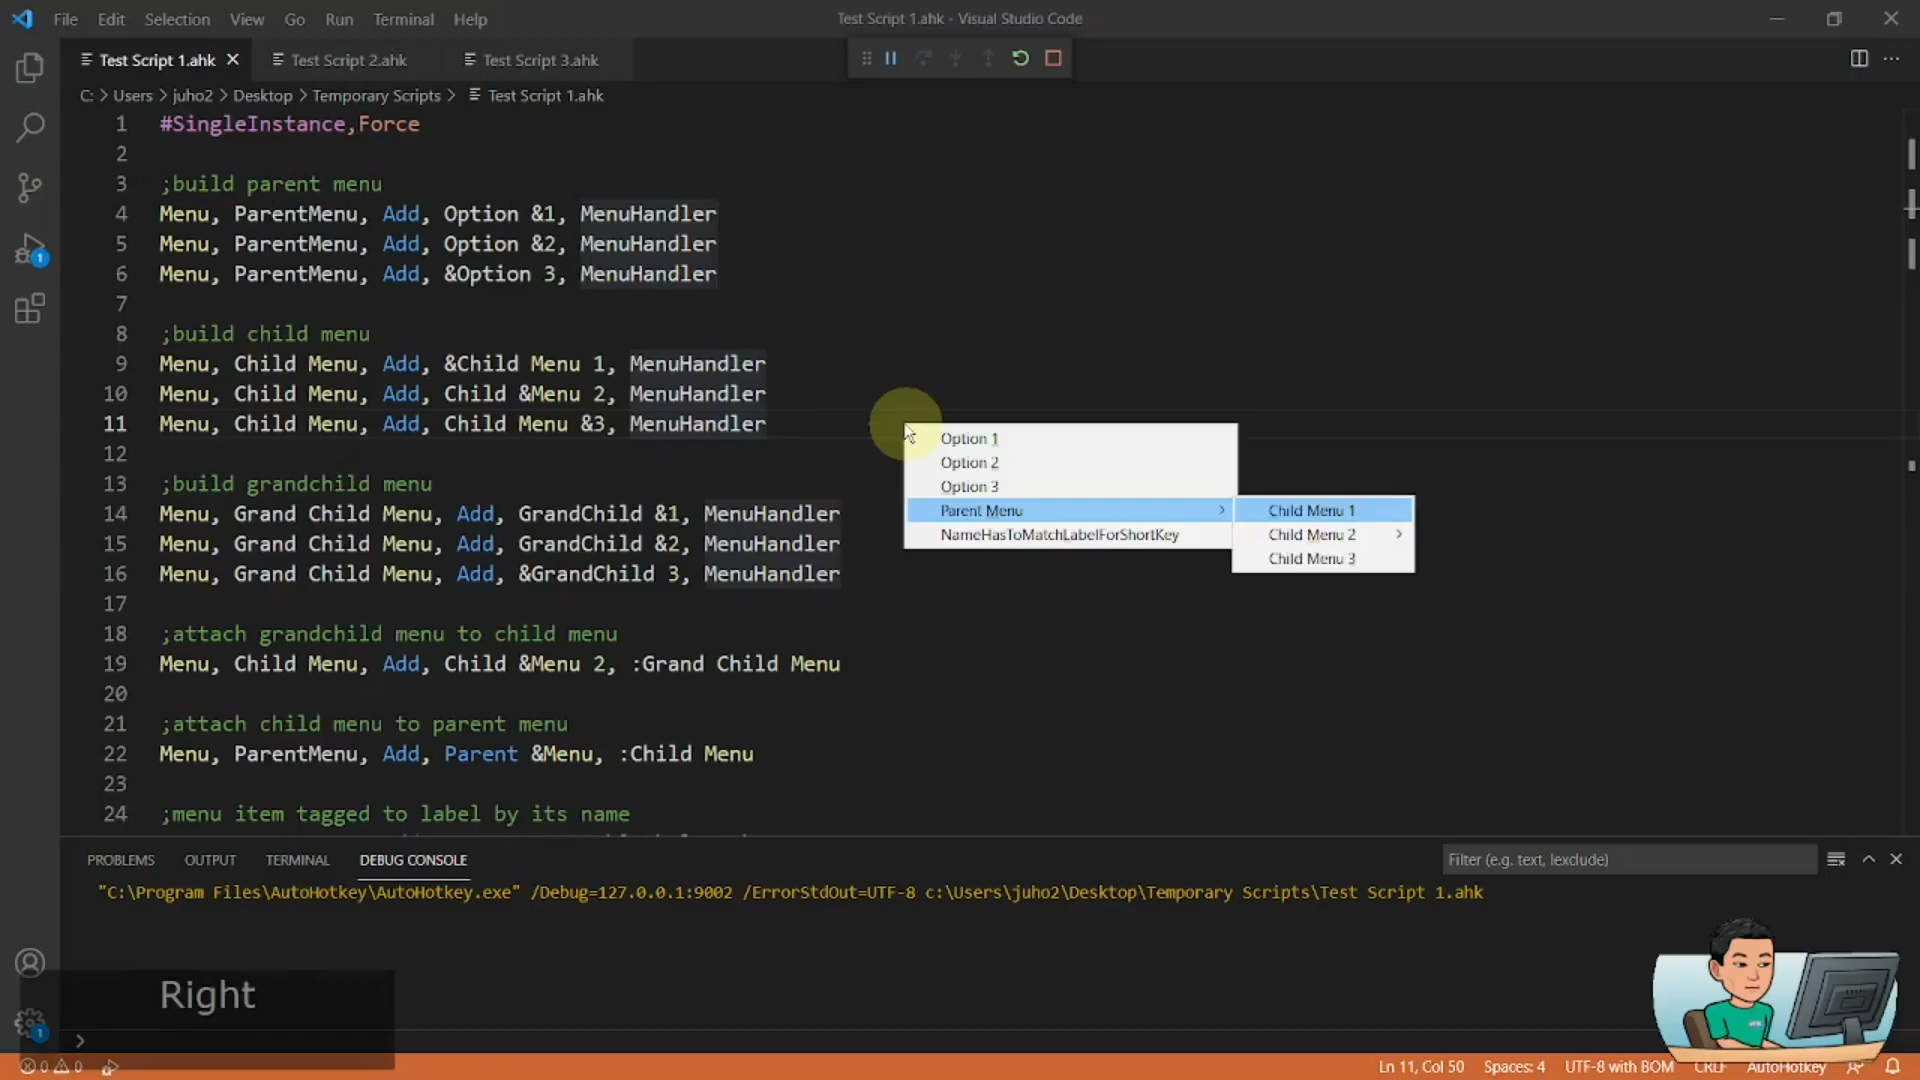 File Edit Selection View Go Run Terminal Help
Test Script 1.ahk - Visual Studio Code
Test Script 1.ahk Test Script 2.ahk Test Script 3.ahk
C: > Users > juho2 > Desktop > Temporary Scripts > Test Script 1.ahk
1 #SingleInstance,Force
2
3 ;build parent menu
4 Menu, ParentMenu, Add, Option &1, MenuHandler
5 Menu, ParentMenu, Add, Option &2, MenuHandler
6 Menu, ParentMenu, Add, &Option 3, MenuHandler
7
8 ;build child menu
9 Menu, Child Menu, Add, &Child Menu 1, MenuHandler
10 Menu, Child Menu, Add, Child &Menu 2, MenuHandler
11 Menu, Child Menu, Add, Child Menu &3, MenuHandler
12
13 ;build grandchild menu
14 Menu, Grand Child Menu, Add, GrandChild &1, MenuHandler
15 Menu, Grand Child Menu, Add, GrandChild &2, MenuHandler
16 Menu, Grand Child Menu, Add, &GrandChild 3, MenuHandler
17
18 ;attach grandchild menu to child menu
19 Menu, Child Menu, Add, Child &Menu 2, :Grand Child Menu
20
21 ;attach child menu to parent menu
22 Menu, ParentMenu, Add, Parent &Menu, :Child Menu
23
24 ;menu item tagged to label by its name
Option 1
Option 2
Option 3
Parent Menu
NameHasToMatchLabelForShortKey
Child Menu 1
Child Menu 2
Child Menu 3
1
PROBLEMS OUTPUT TERMINAL DEBUG CONSOLE
Filter (e.g. text, !exclude)
"C:\Program Files\AutoHotkey\AutoHotkey.exe" /Debug=127.0.0.1:9002 /ErrorStdOut=UTF-8 c:\Users\juho2\Desktop\Temporary Scripts\Test Script 1.ahk
Right
1
0 0
Ln 11, Col 50 Spaces: 4 UTF-8 with BOM CRLF AutoHotkey